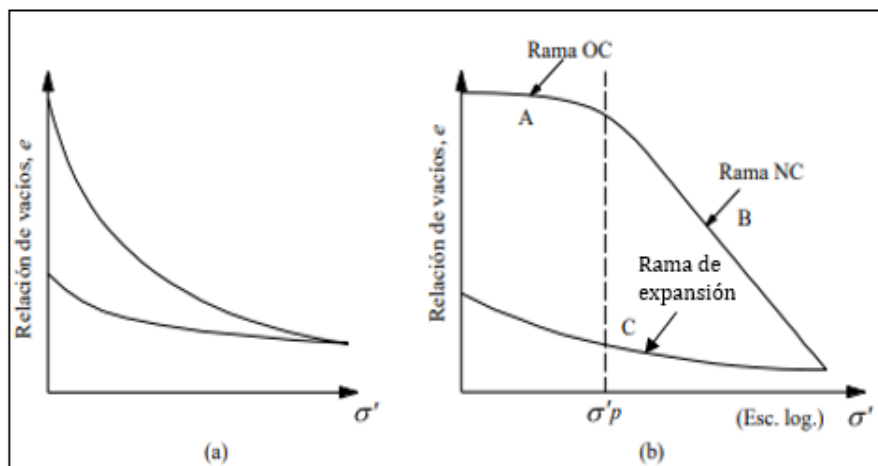 Relación de vacíos, e
σ'
(a)
Rama OC
A
Rama NC
B
Rama de
expansión
C
Relación de vacíos, e
σ'p
(Esc. log.)
σ'
(b)